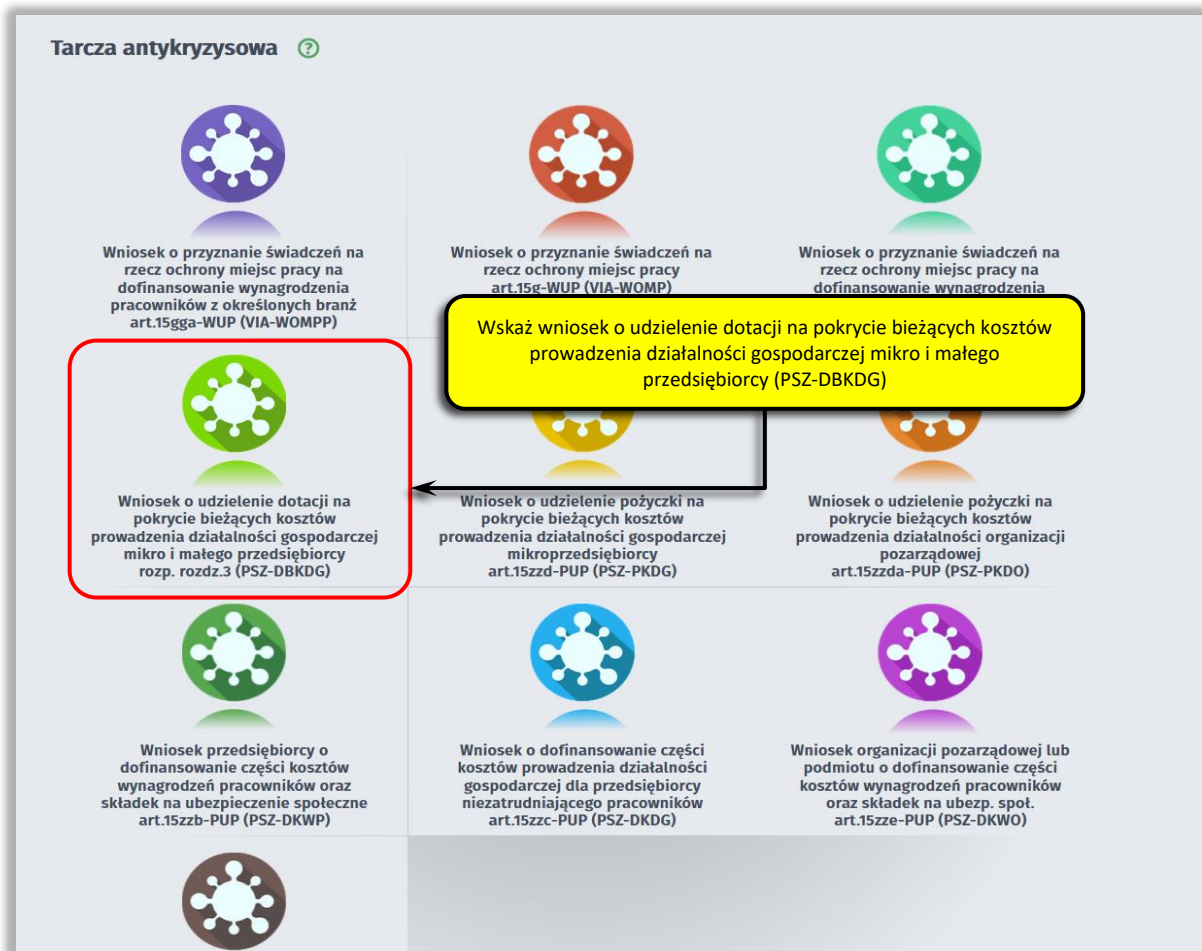 Tarcza antykryzysowa ?
Wniosek o przyznanie świadczeń na
rzecz ochrony miejsc pracy na
dofinansowanie wynagrodzenia
pracowników z określonych branż
art.15gga-WUP (VIA-WOMPP)
Wniosek o przyznanie świadczeń na
rzecz ochrony miejsc pracy
art.15g-WUP (VIA-WOMP)
Wniosek o przyznanie świadczeń na
rzecz ochrony miejsc pracy na
dofinansowanie wynagrodzenia
Wskaż wniosek o udzielenie dotacji na pokrycie bieżących kosztów
prowadzenia działalności gospodarczej mikro i małego
przedsiębiorcy (PSZ-DBKDG)
Wniosek o udzielenie dotacji na
pokrycie bieżących kosztów
prowadzenia działalności gospodarczej
mikro i małego przedsiębiorcy
rozp. rozdz.3 (PSZ-DBKDG)
Wniosek o udzielenie pożyczki na
pokrycie bieżących kosztów
prowadzenia działalności gospodarczej
mikroprzedsiębiorcy
art.15zzd-PUP (PSZ-PKDG)
Wniosek o udzielenie pożyczki na
pokrycie bieżących kosztów
prowadzenia działalności organizacji
pozarządowej
art.15zzda-PUP (PSZ-PKDO)
Wniosek przedsiębiorcy o
dofinansowanie części kosztów
wynagrodzeń pracowników oraz
składek na ubezpieczenie społeczne
art.15zzb-PUP (PSZ-DKWP)
Wniosek o dofinansowanie części
kosztów prowadzenia działalności
gospodarczej dla przedsiębiorcy
niezatrudniającego pracowników
art.15zzc-PUP (PSZ-DKDG)
Wniosek organizacji pozarządowej lub
podmiotu o dofinansowanie części
kosztów wynagrodzeń pracowników
oraz składek na ubezp. społ.
art.15zze-PUP (PSZ-DKWO)